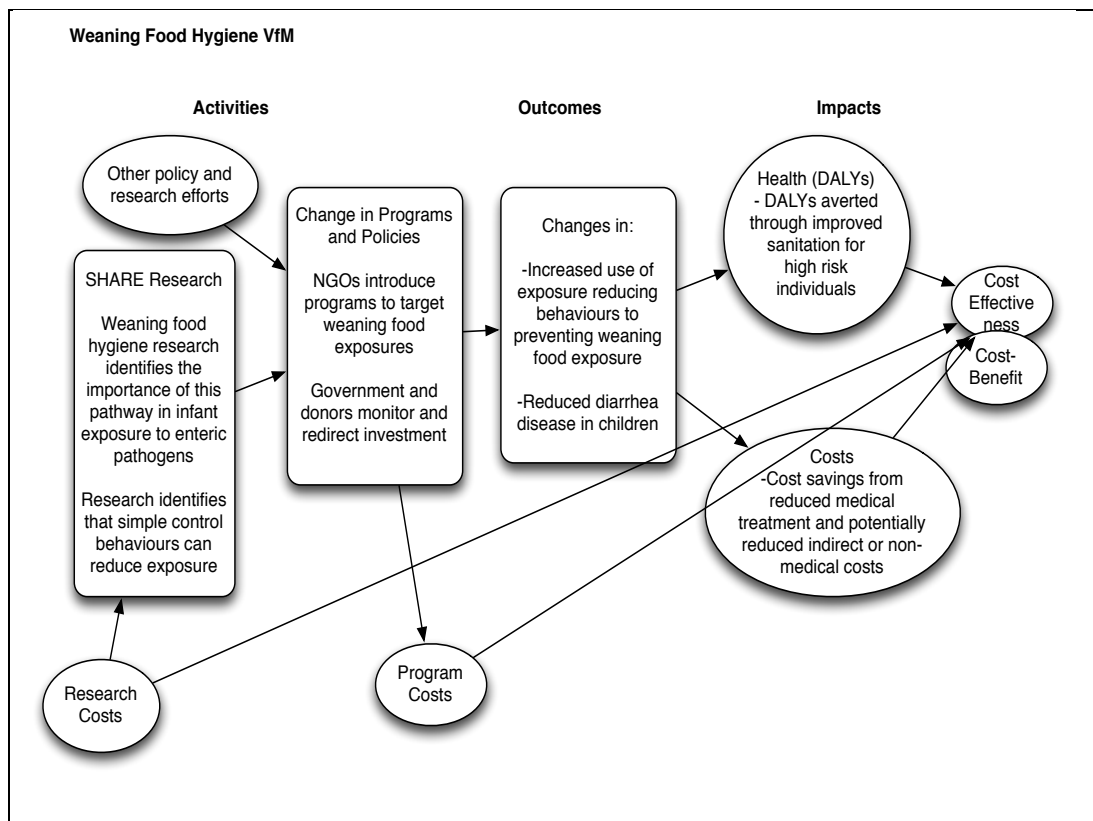 Weaning Food Hygiene VfM
Activities
Outcomes
Impacts
Other policy and
research efforts
SHARE Research
Weaning food
hygiene research
identifies the
importance of this
pathway in infant
exposure to enteric
pathogens
Research identifies
that simple control
behaviours can
reduce exposure
Change in Programs
and Policies
NGOs introduce
programs to target
weaning food
exposures
Government and
donors monitor and
redirect investment
Changes in:
-Increased use of
exposure reducing
behaviours to
preventing weaning
food exposure
-Reduced diarrhea
disease in children
Health (DALYs)
- DALYs averted
through improved
sanitation for
high risk
individuals
Costs
-Cost savings from
reduced medical
treatment and potentially
reduced indirect or non-
medical costs
Cost
Effective
ness
Cost-
Benefit
Research
Costs
Program
Costs